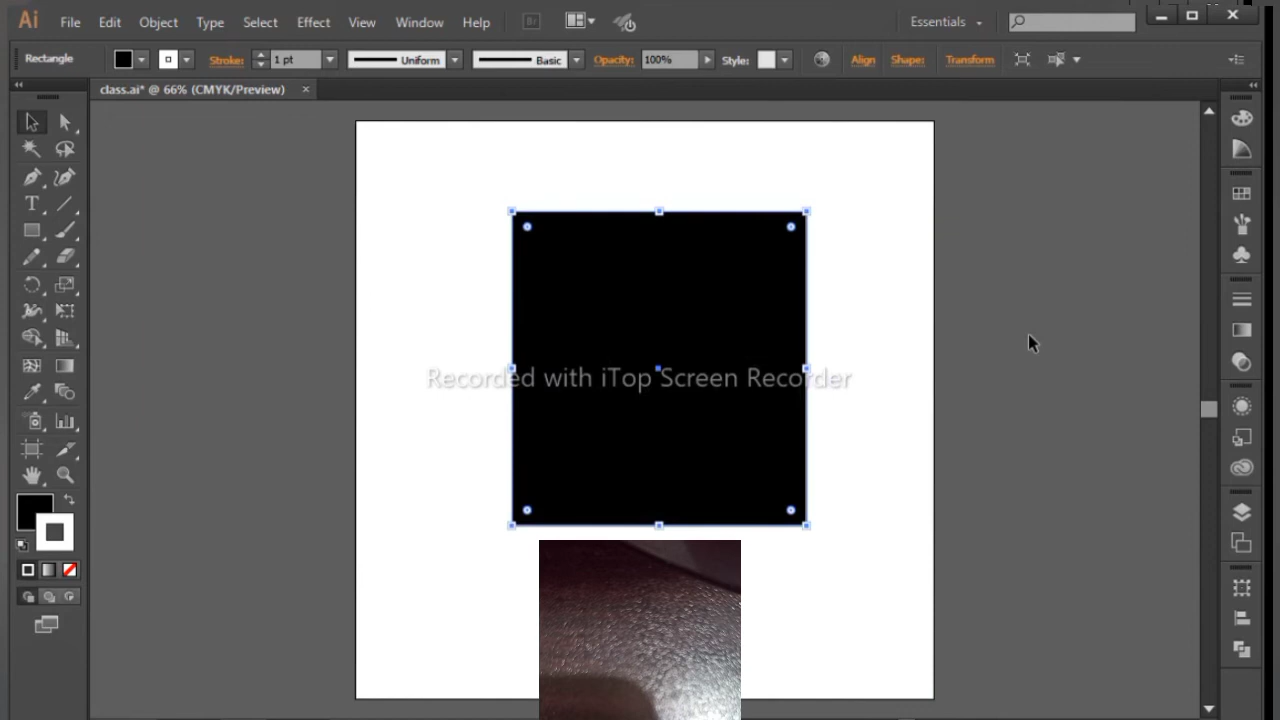 Ai File Edit Object Type Select Effect View Window Help Br Essentials
Rectangle Stroke: 1 pt Uniform Basic Opacity: 100% Style: Align Shape: Transform
class.ai* @ 66% (CMYK/Preview) ×
Recorded with iTop Screen Recorder